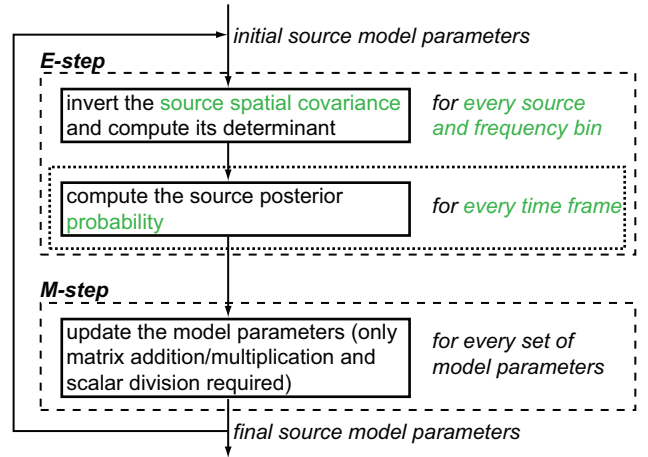 initial source model parameters
E-step
invert the source spatial covariance
and compute its determinant
for every source
and frequency bin
compute the source posterior
probability
for every time frame
M-step
update the model parameters (only
matrix addition/multiplication and
scalar division required)
for every set of
model parameters
final source model parameters